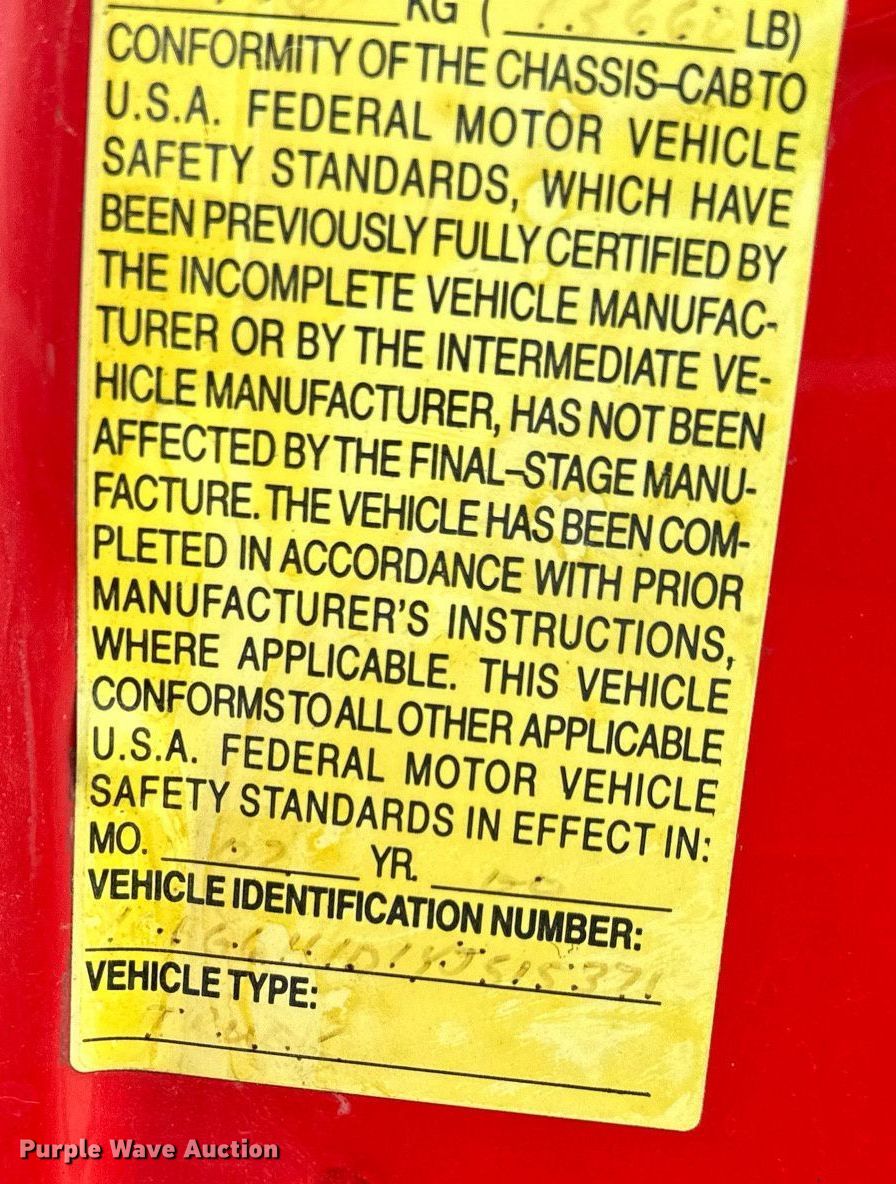 KG ( LB)
CONFORMITY OF THE CHASSIS-CAB TO
U.S.A. FEDERAL MOTOR VEHICLE
SAFETY STANDARDS, WHICH HAVE
BEEN PREVIOUSLY FULLY CERTIFIED BY
THE INCOMPLETE VEHICLE MANUFAC-
TURER OR BY THE INTERMEDIATE VE-
HICLE MANUFACTURER, HAS NOT BEEN
AFFECTED BY THE FINAL-STAGE MANU-
FACTURE. THE VEHICLE HAS BEEN COM-
PLETED IN ACCORDANCE WITH PRIOR
MANUFACTURER'S INSTRUCTIONS,
WHERE APPLICABLE. THIS VEHICLE
CONFORMS TO ALL OTHER APPLICABLE
U.S.A. FEDERAL MOTOR VEHICLE
SAFETY STANDARDS IN EFFECT IN:
MO. YR.
VEHICLE IDENTIFICATION NUMBER:
VEHICLE TYPE:
Purple Wave Auction